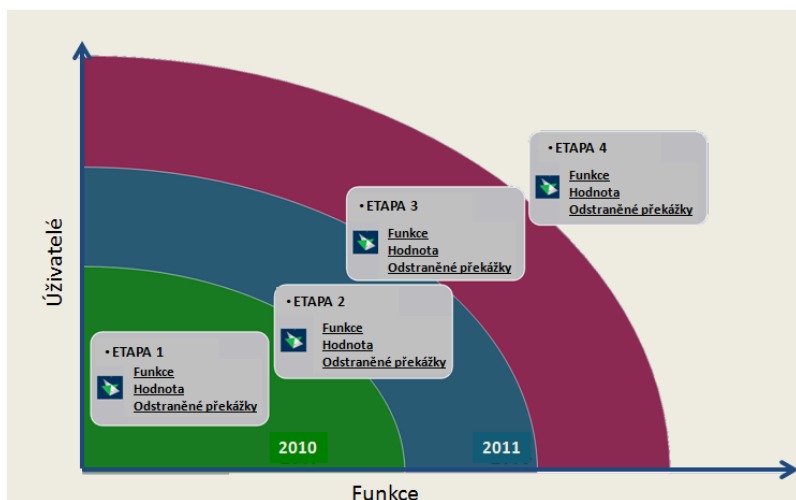 •ETAPA 4
Funkce
Hodnota
Odstraněné překážky
•ETAPA 3
Funkce
Hodnota
Odstraněné překážky
•ETAPA 2
Funkce
Hodnota
Odstraněné překážky
•ETAPA 1
Funkce
Hodnota
Odstraněné překážky
Úživatelé
2010
2011
Funkce